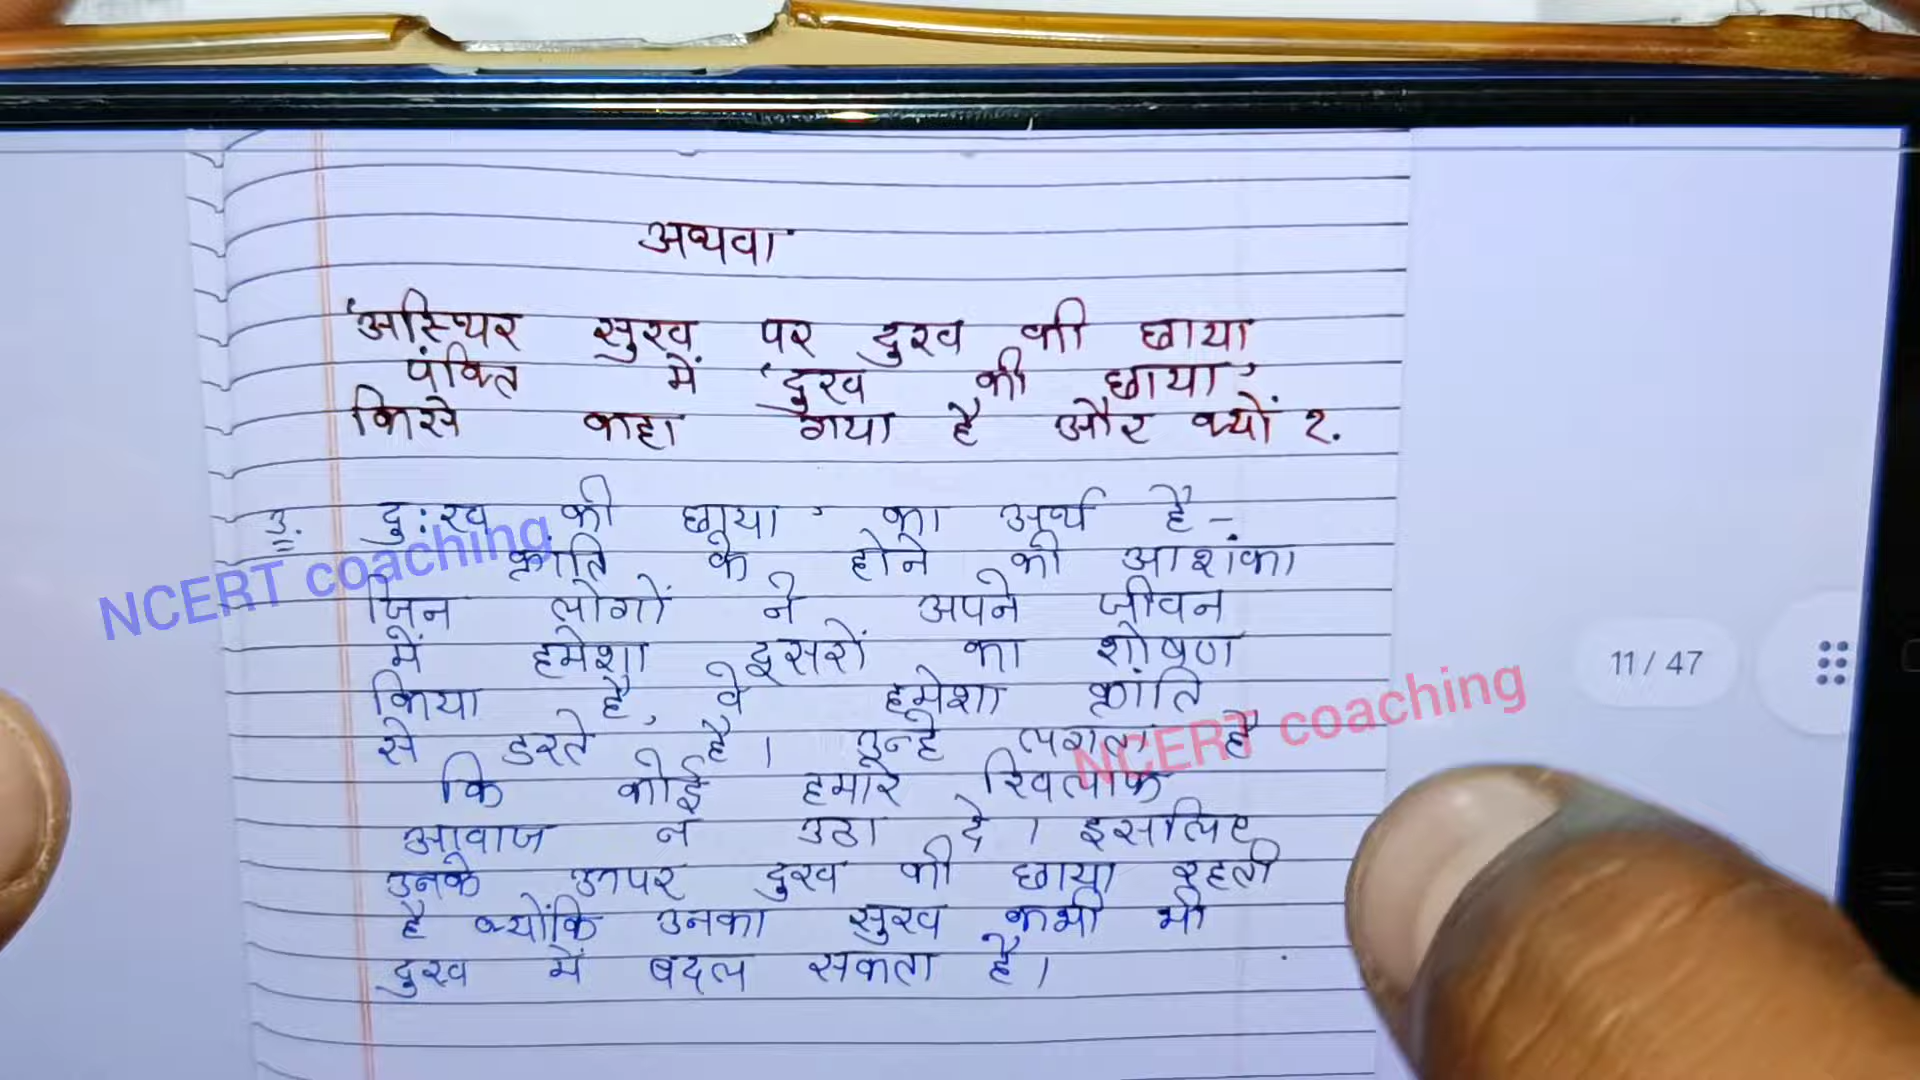 अथवा
'अस्थिर सुख पर दुख की छाया
पंक्ति में 'दुख की छाया'
किसे कहा गया है और क्यों ?.
उ. दु:ख की छाया' का अर्थ है -
क्रांति के होने की आशंका
जिन लोगों ने अपने जीवन
में हमेशा दूसरों का शोषण
किया है, वे हमेशा क्रांति
से डरते है। उन्हे लगता है
कि कोई हमारे खिलाफ
आवाज न उठा दे। इसलिए
उनके उपर दुख की छाया रहती
है क्योंकि उनका सुख कभी भी
दुख में बदल सकता है।
NCERT coaching
NCERT coaching
11 / 47